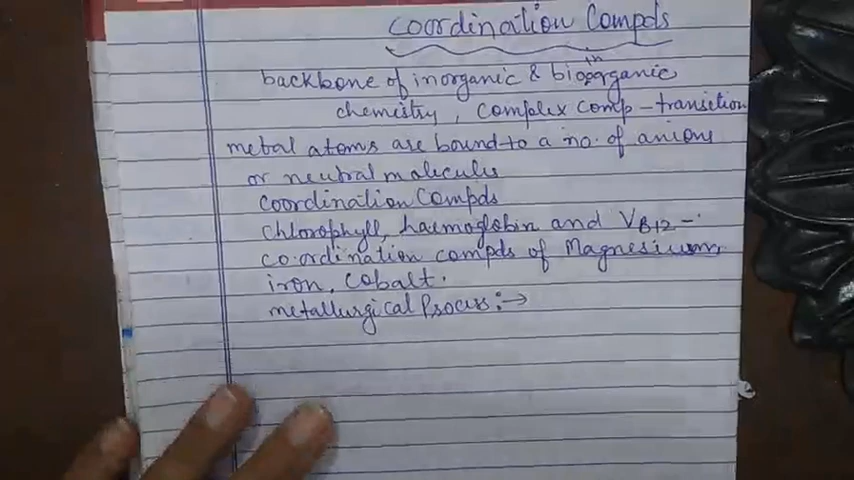 Coordination Compds
backbone of inorganic & bioorganic
in
chemistry, complex comp - transition
metal atoms are bound to a no. of anions
or neutral molecules
Coordination Compds
Chlorophyll, haemoglobin and VB12 -
co.ordination compds of Magnesium,
iron, Cobalt.
metallurgical Process :→